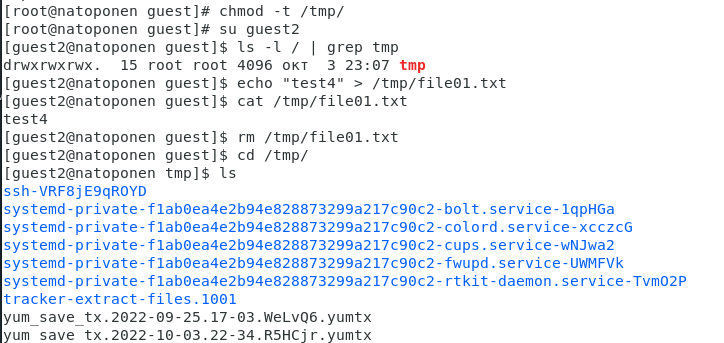 [root@natoponen guest]# chmod -t /tmp/
[root@natoponen guest]# su guest2
[guest2@natoponen guest]$ ls -l / | grep tmp
drwxrwxrwx.  15 root root 4096 окт  3 23:07 tmp
[guest2@natoponen guest]$ echo "test4" > /tmp/file01.txt
[guest2@natoponen guest]$ cat /tmp/file01.txt
test4
[guest2@natoponen guest]$ rm /tmp/file01.txt
[guest2@natoponen guest]$ cd /tmp/
[guest2@natoponen tmp]$ ls
ssh-VRF8jE9qROYD
systemd-private-f1ab0ea4e2b94e828873299a217c90c2-bolt.service-1qpHGa
systemd-private-f1ab0ea4e2b94e828873299a217c90c2-colord.service-xcczcG
systemd-private-f1ab0ea4e2b94e828873299a217c90c2-cups.service-wNJwa2
systemd-private-f1ab0ea4e2b94e828873299a217c90c2-fwupd.service-UWMFVk
systemd-private-f1ab0ea4e2b94e828873299a217c90c2-rtkit-daemon.service-TvmO2P
tracker-extract-files.1001
yum_save_tx.2022-09-25.17-03.WeLvQ6.yumtx
yum_save_tx.2022-10-03.22-34.R5HCjr.yumtx